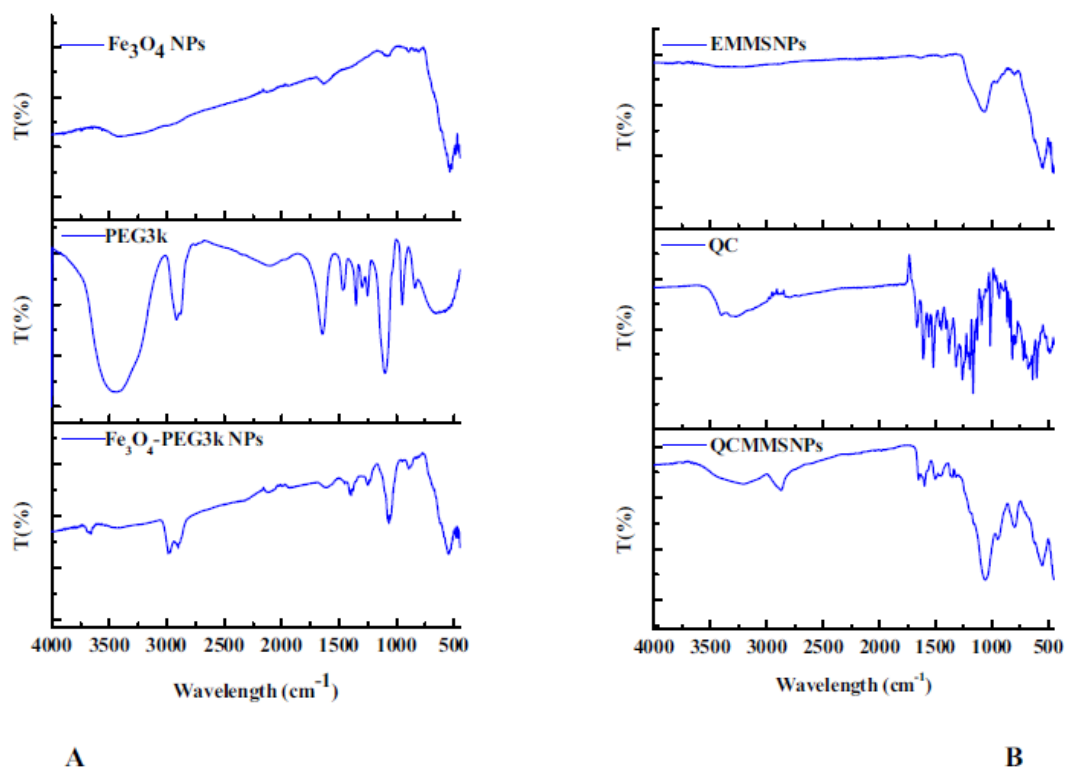 Fe3O4 NPs
T(%)
PEG3k
T(%)
Fe3O4-PEG3k NPs
T(%)
4000 3500 3000 2500 2000 1500 1000 500
Wavelength (cm-1)
A
EMMSNPs
T(%)
QC
T(%)
QCMMSNPs
T(%)
4000 3500 3000 2500 2000 1500 1000 500
Wavelength (cm-1)
B